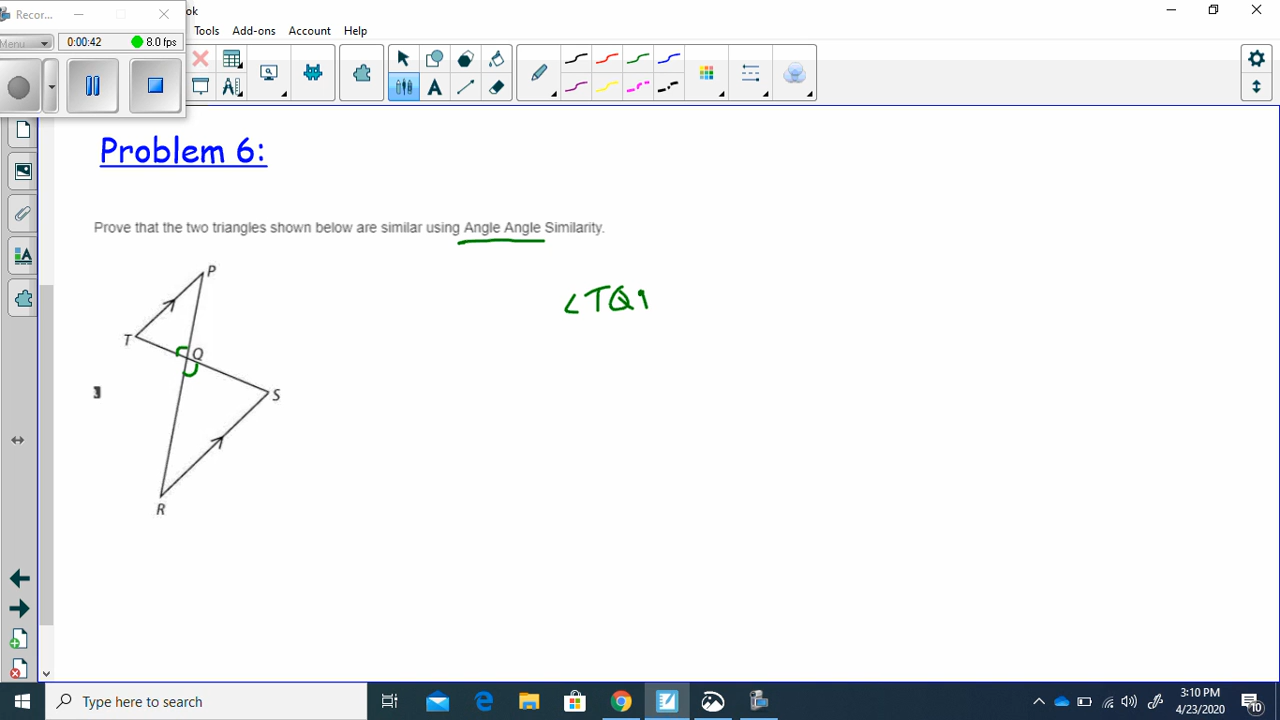 Recor...
ok
Menu
0:00:42
8.0 fps
Tools Add-ons Account Help
A
Problem 6:
Prove that the two triangles shown below are similar using Angle Angle Similarity.
P
T
Q
S
R
∠TQ
Type here to search
3:10 PM
4/23/2020
10